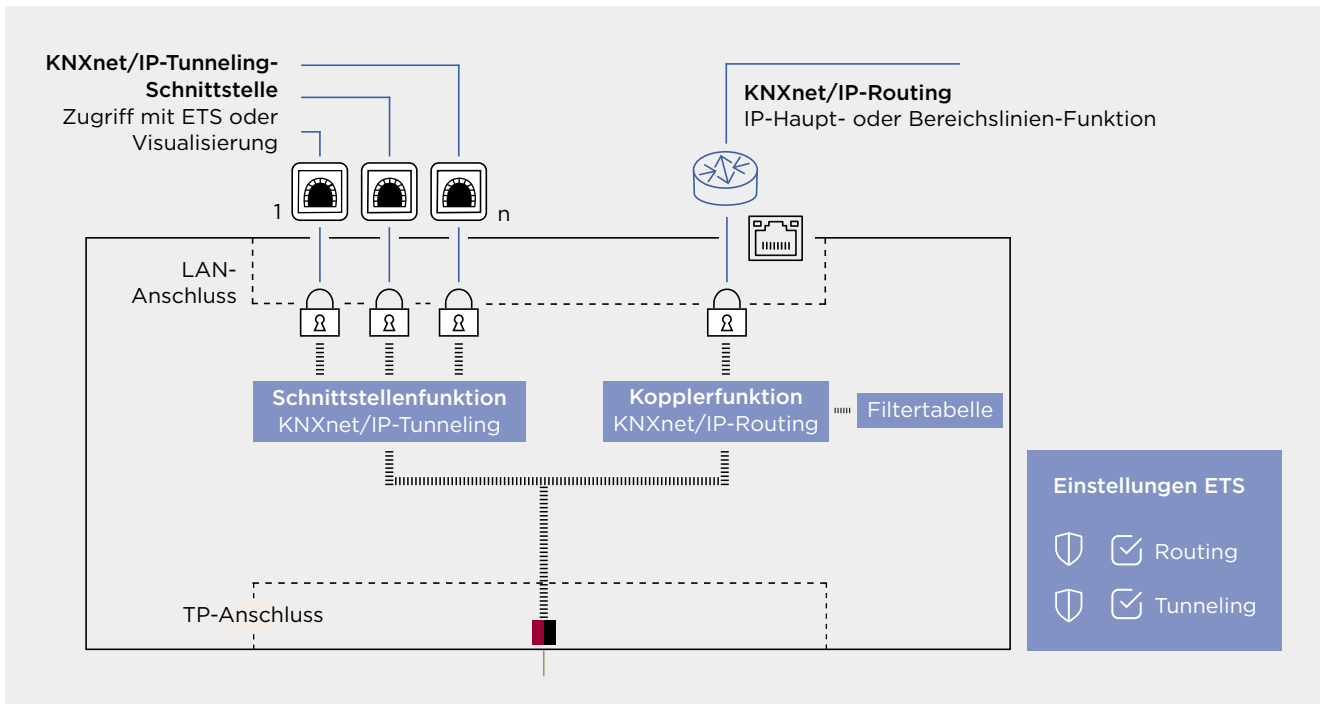 KNXnet/IP-Tunneling-
Schnittstelle
Zugriff mit ETS oder
Visualisierung
KNXnet/IP-Routing
IP-Haupt- oder Bereichslinien-Funktion
1
n
LAN-
Anschluss
Schnittstellenfunktion
KNXnet/IP-Tunneling
Kopplerfunktion
KNXnet/IP-Routing
Filtertabelle
Einstellungen ETS
Routing
Tunneling
TP-Anschluss